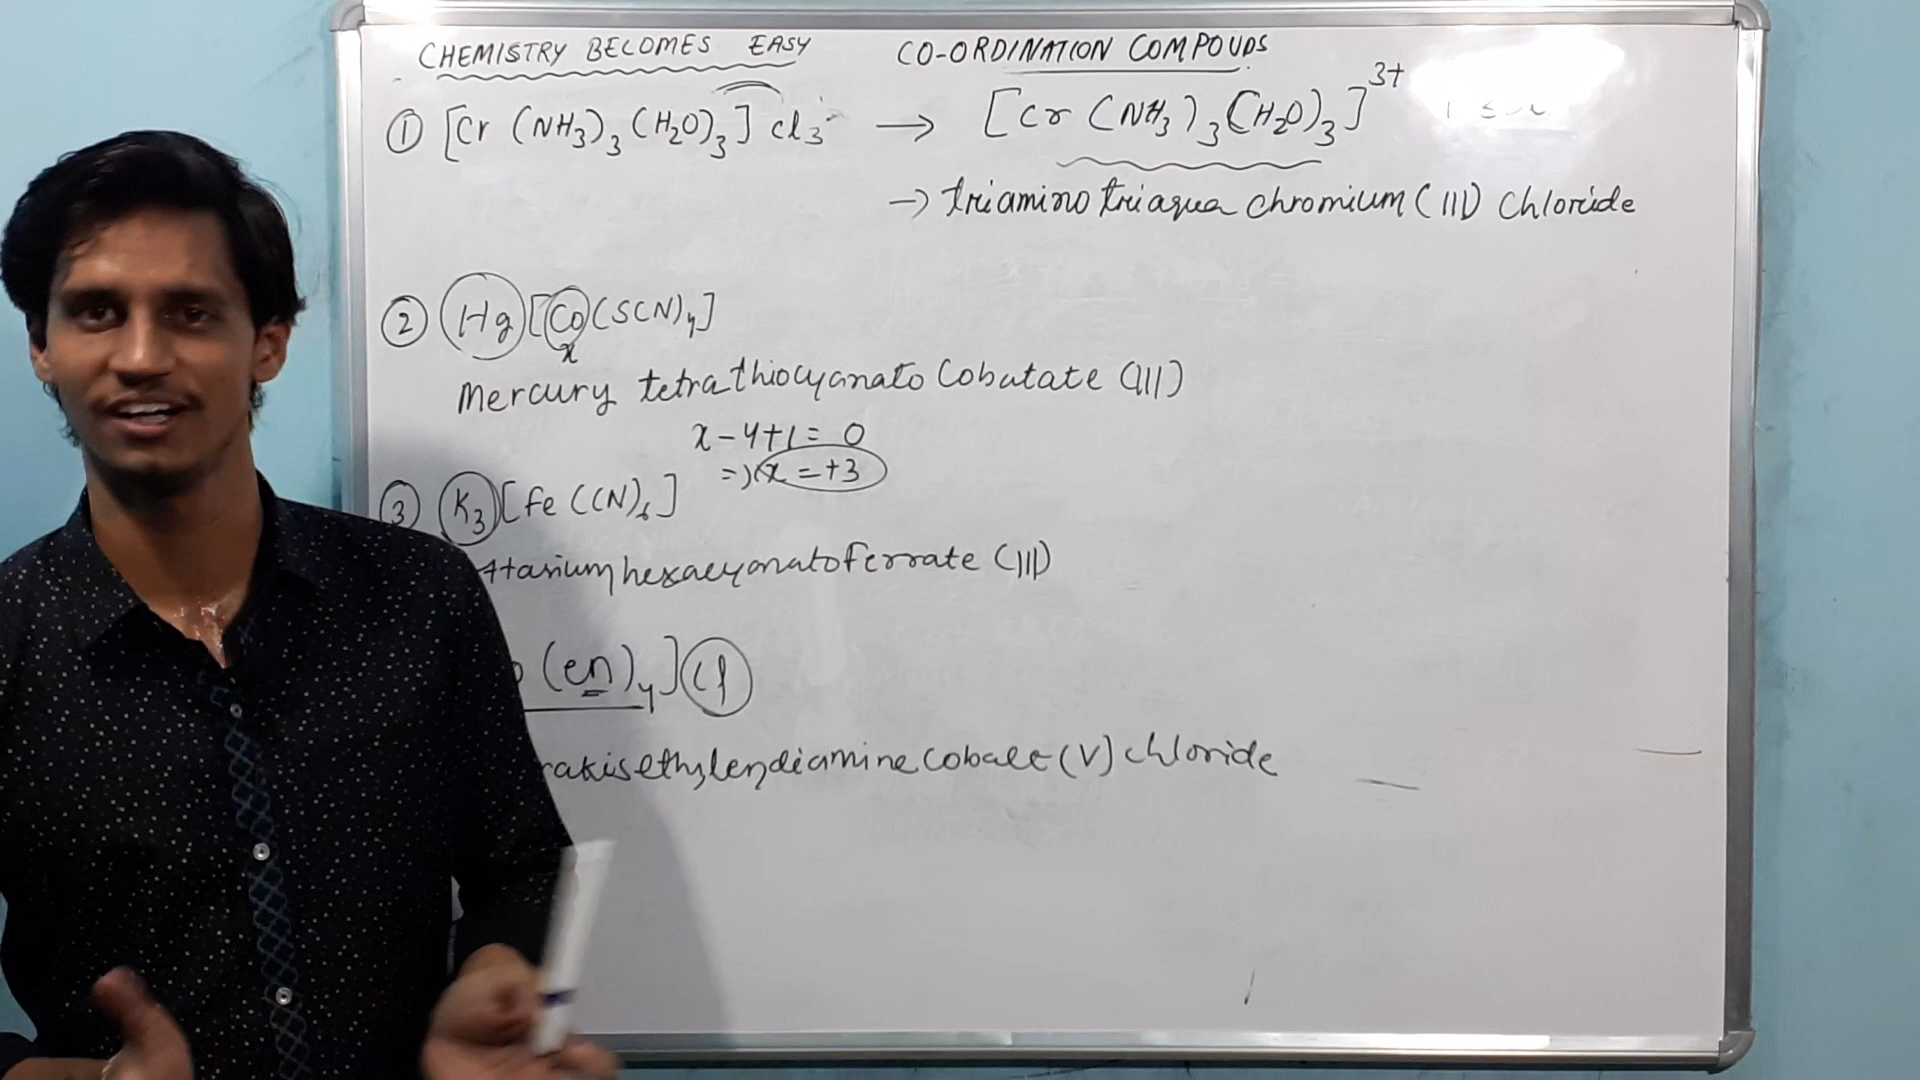 CHEMISTRY BECOMES EASY CO-ORDINATION COMPOUDS
① [Cr (NH₃)₃ (H₂O)₃] Cl₃ → [Cr (NH₃)₃ (H₂O)₃]³⁺
→ triamino triaqua chromium (III) chloride
② Hg [Co (SCN)₄]
x
Mercury tetrathiocyanato Cobatate (III)
x - 4 + 1 = 0
=) x = +3
③ K₃ [Fe (CN)₆]
hexacyanatoferrate (III)
(en)₄] Cl
rakisethylendiamine cobalt (V) chloride